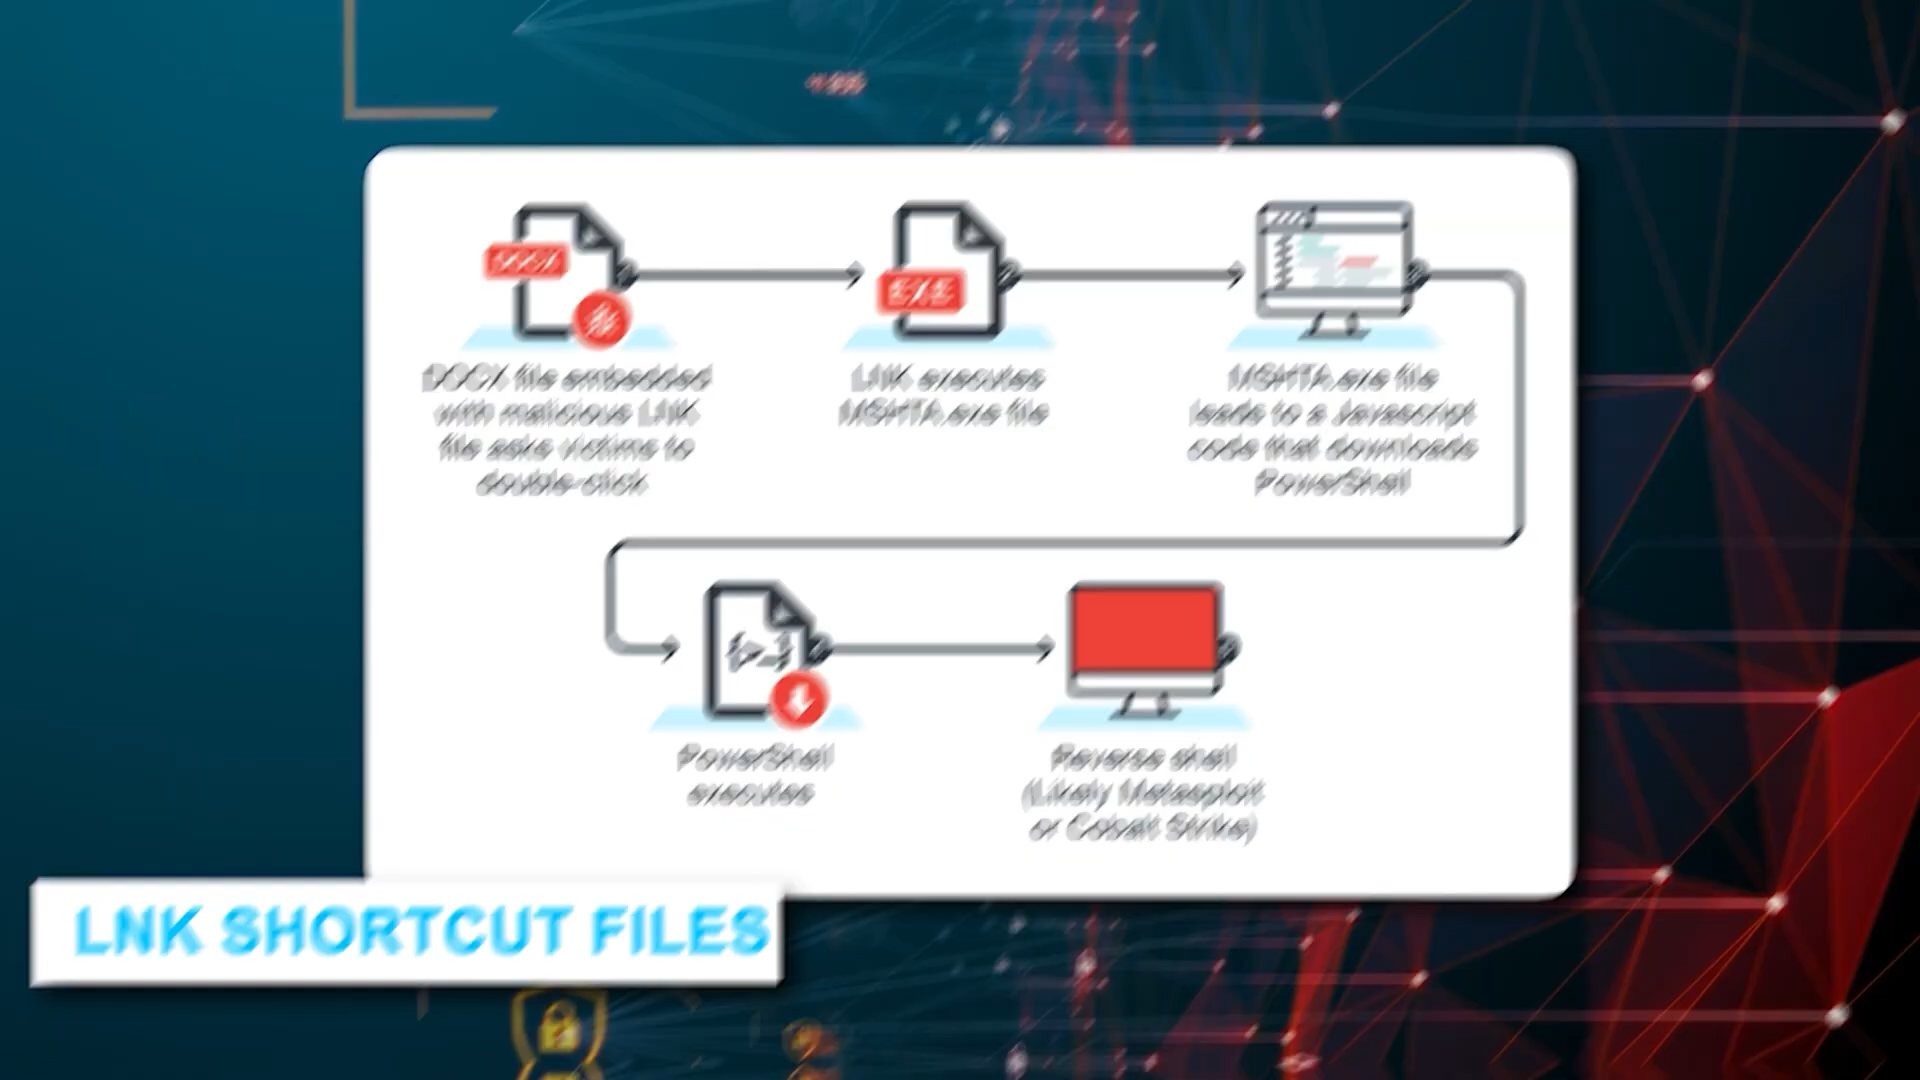 DOCX
EXE
DOCX file embedded
with malicious LNK
file asks victims to
double-click
LNK executes
MSHTA.exe file
MSHTA.exe file
leads to a Javascript
code that downloads
PowerShell
PowerShell
executes
Reverse shell
(Likely Metasploit
or Cobalt Strike)
LNK SHORTCUT FILES